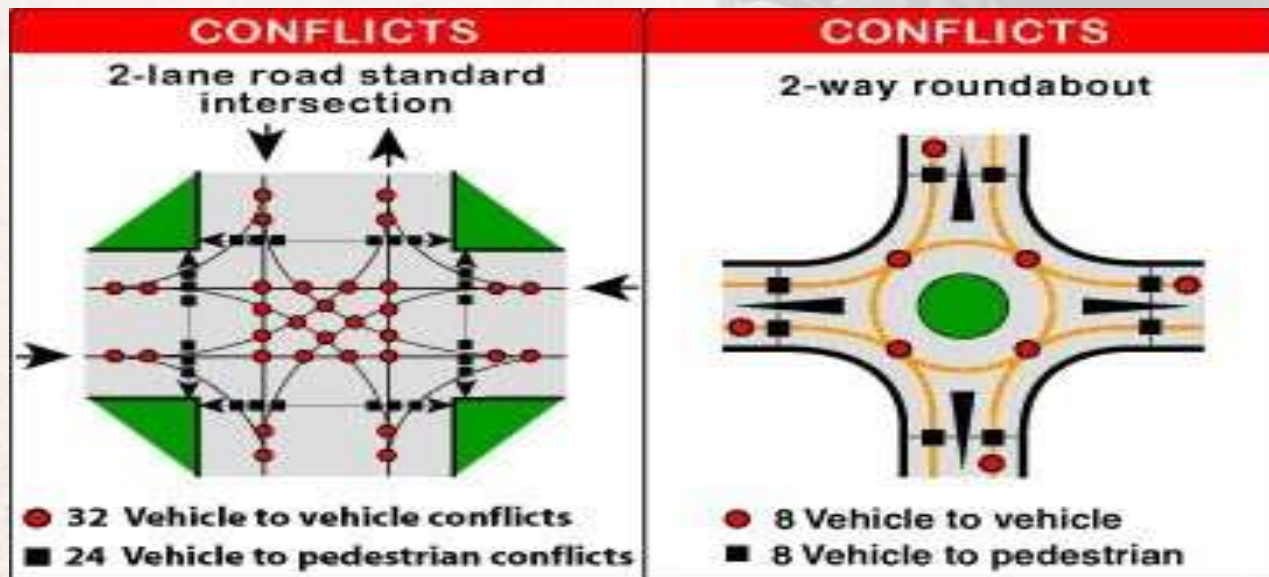 CONFLICTS
2-lane road standard
intersection
32 Vehicle to vehicle conflicts
24 Vehicle to pedestrian conflicts
CONFLICTS
2-way roundabout
8 Vehicle to vehicle
8 Vehicle to pedestrian